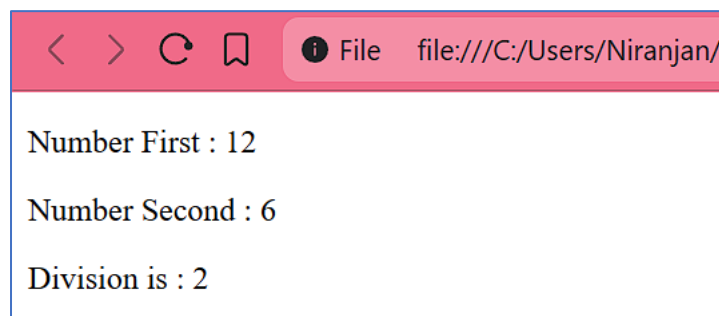 File file:///C:/Users/Niranjan/
Number First : 12
Number Second : 6
Division is : 2